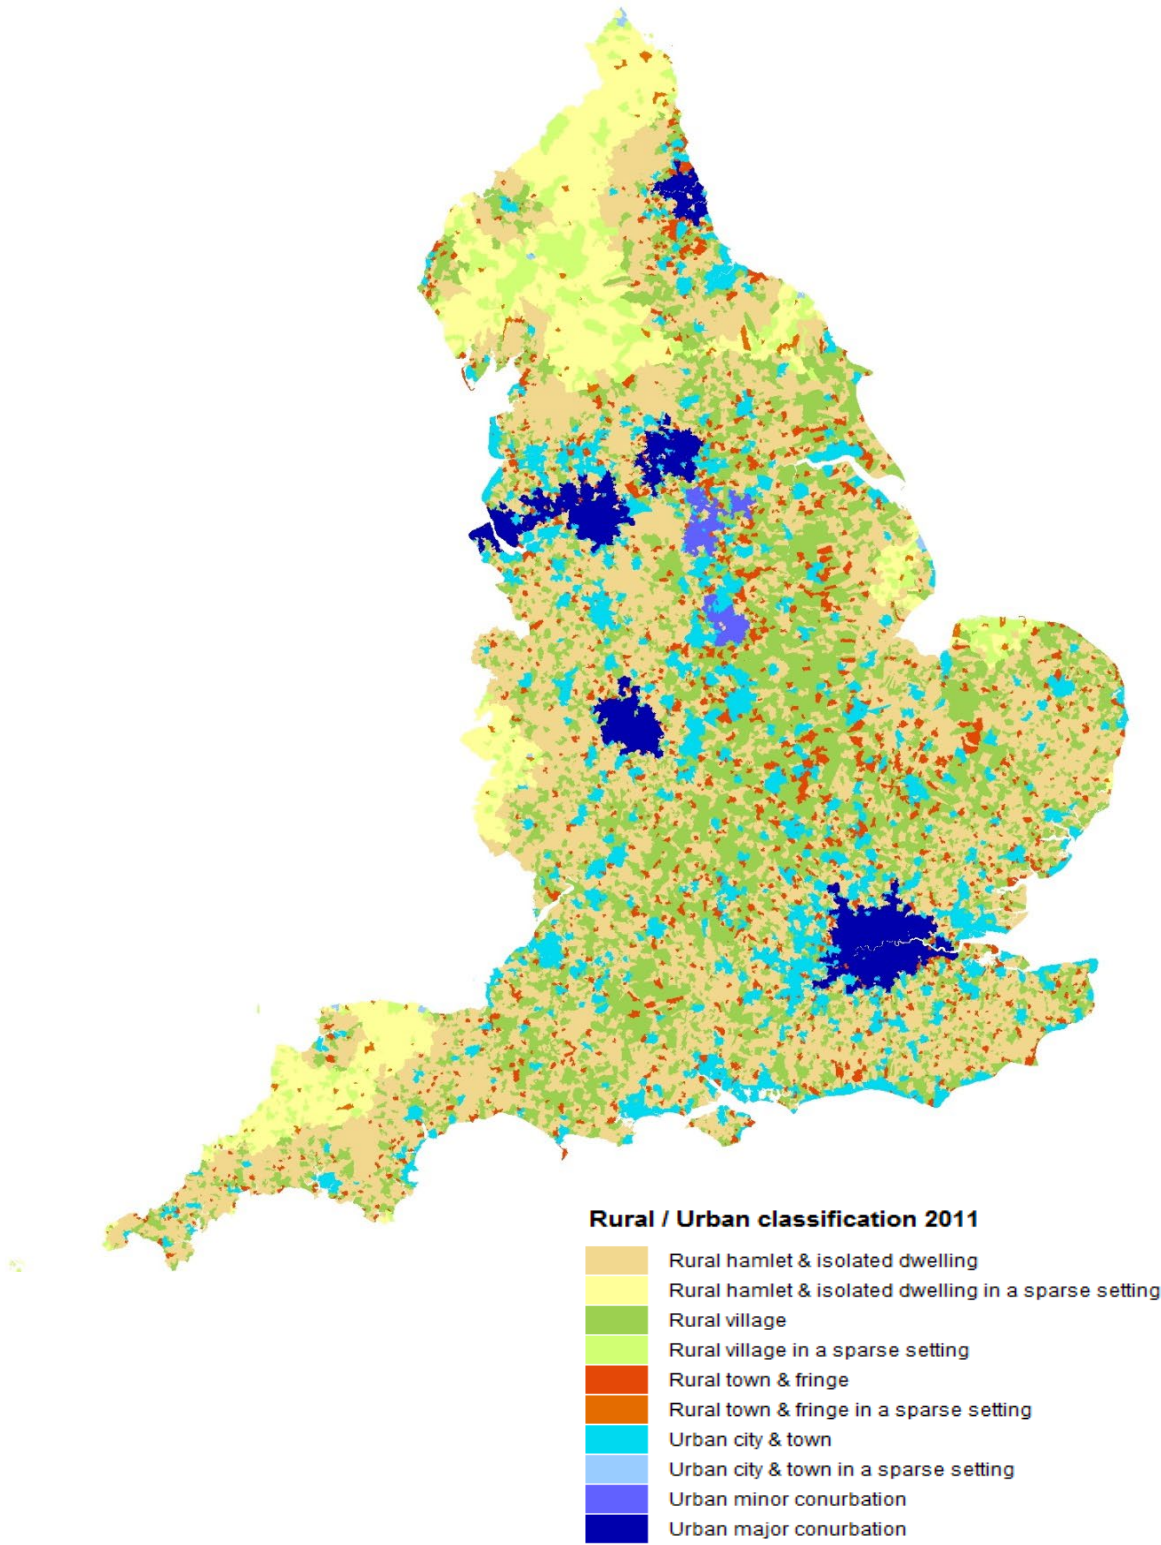 Rural / Urban classification 2011
Rural hamlet & isolated dwelling
Rural hamlet & isolated dwelling in a sparse setting
Rural village
Rural village in a sparse setting
Rural town & fringe
Rural town & fringe in a sparse setting
Urban city & town
Urban city & town in a sparse setting
Urban minor conurbation
Urban major conurbation